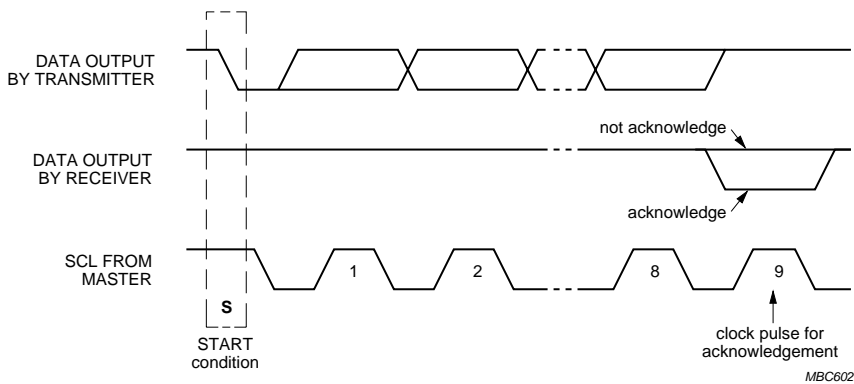 DATA OUTPUT
BY TRANSMITTER
not acknowledge
DATA OUTPUT
BY RECEIVER
acknowledge
SCL FROM
MASTER
1
2
8
9
S
START
condition
clock pulse for
acknowledgement
MBC602